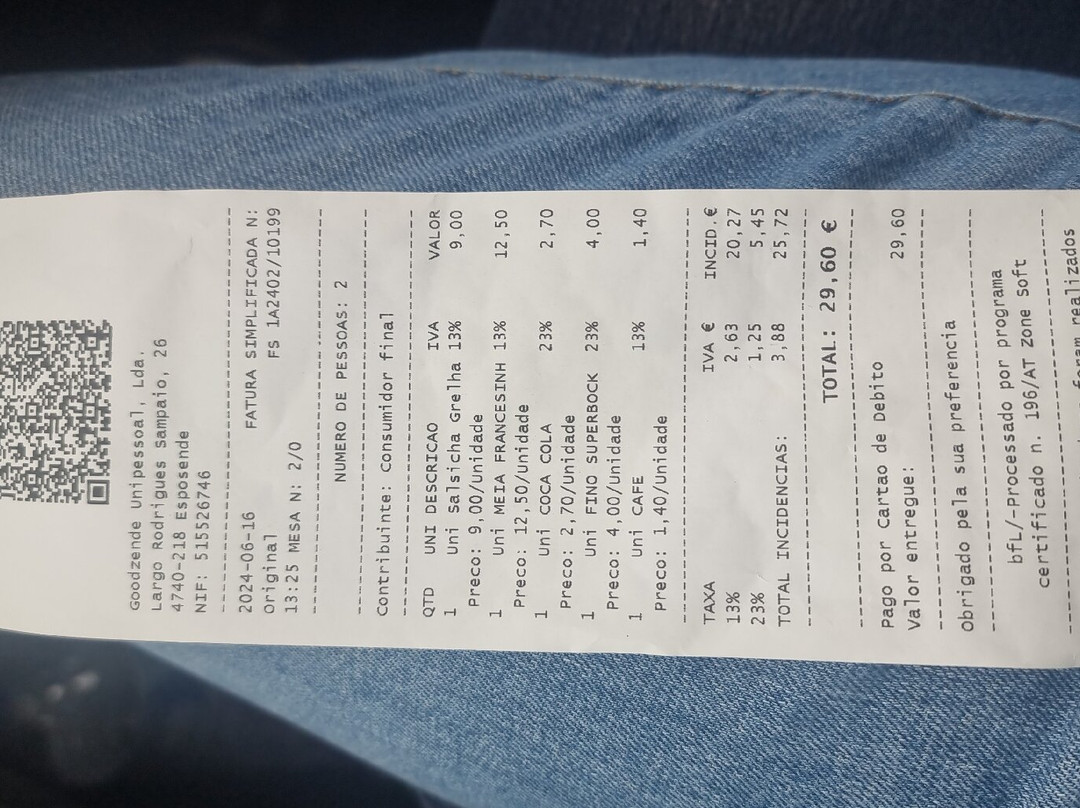 Goodzende Unipessoal, Lda.
Largo Rodrigues Sampaio, 26
4740-218 Esposende
NIF: 515526746
2024-06-16 FATURA SIMPLIFICADA N:
Original FS 1A2402/10199
13:25 MESA N: 2/0
NUMERO DE PESSOAS: 2
Contribuinte: Consumidor final
QTD UNI DESCRICAO IVA VALOR
1 Uni Salsicha Grelha 13% 9,00
Preco: 9,00/Unidade
1 Uni MEIA FRANCESINH 13% 12,50
Preco: 12,50/Unidade
1 Uni COCA COLA 23% 2,70
Preco: 2,70/Unidade
1 Uni FINO SUPERBOCK 23% 4,00
Preco: 4,00/Unidade
1 Uni CAFE 13% 1,40
Preco: 1,40/Unidade
TAXA IVA € INCID.€
13% 2,63 20,27
23% 1,25 5,45
TOTAL INCIDENCIAS: 3,88 25,72
TOTAL: 29,60 €
Pago por Cartao de Debito
Valor entregue: 29,60
Obrigado pela sua preferencia
bfL/-Processado por programa
certificado n. 196/AT Zone Soft
foram realizados